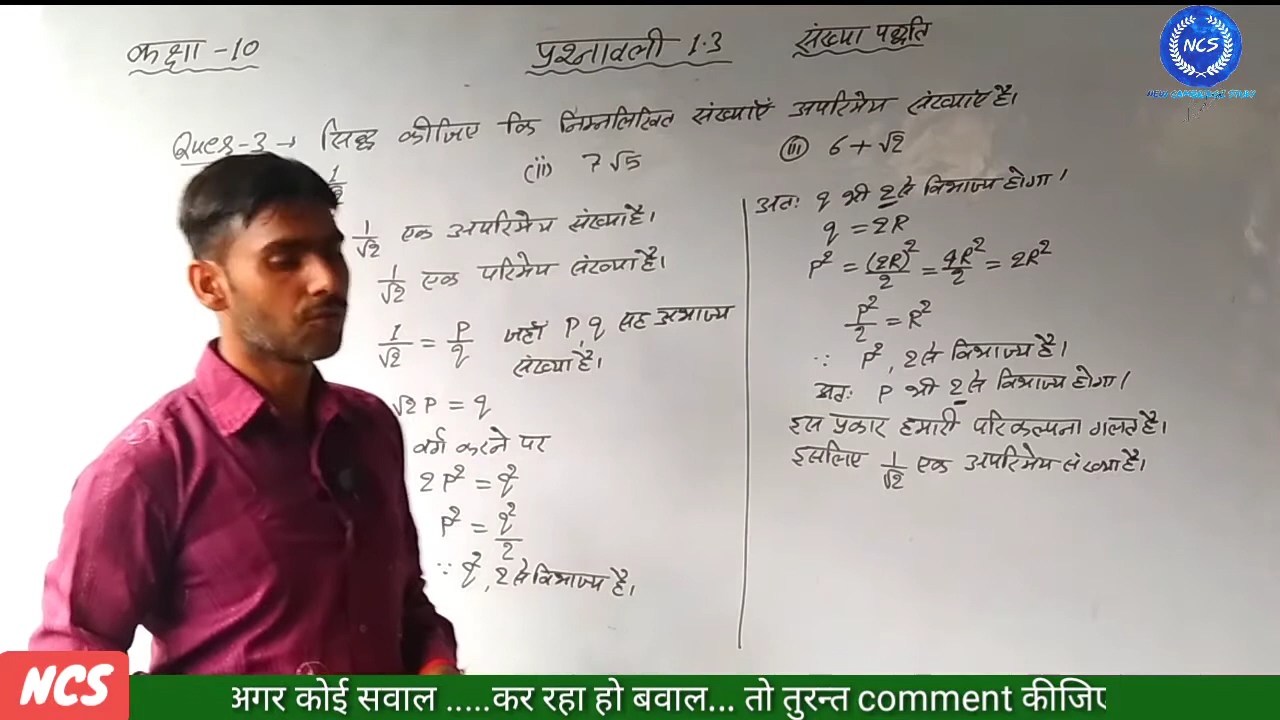 कक्षा -10
प्रश्नावली 1.3
संख्या पद्धति
NCS
Ques-3 → सिद्ध कीजिए कि निम्नलिखित संख्याएँ अपरिमेय संख्याएँ है।
(ii) 7√5
(iii) 6 + √2
1/√2 एक अपरिमेय संख्या है।
1/√2 एक परिमेय संख्या है।
1/√2 = P/q जहाँ P, q सह अभाज्य
संख्या है।
√2 P = q
वर्ग करने पर
2P² = q²
P² = q²/2
∵ q², 2 से विभाज्य है।
अतः q भी 2 से विभाज्य होगा।
q = 2R
P² = (2R)²/2 = 4R²/2 = 2R²
P²/2 = R²
∵ P², 2 से विभाज्य है।
अतः P भी 2 से विभाज्य होगा।
इस प्रकार हमारी परिकल्पना गलत है।
इसलिए 1/√2 एक अपरिमेय संख्या है।
NCS
अगर कोई सवाल .....कर रहा हो बवाल... तो तुरन्त comment कीजिए